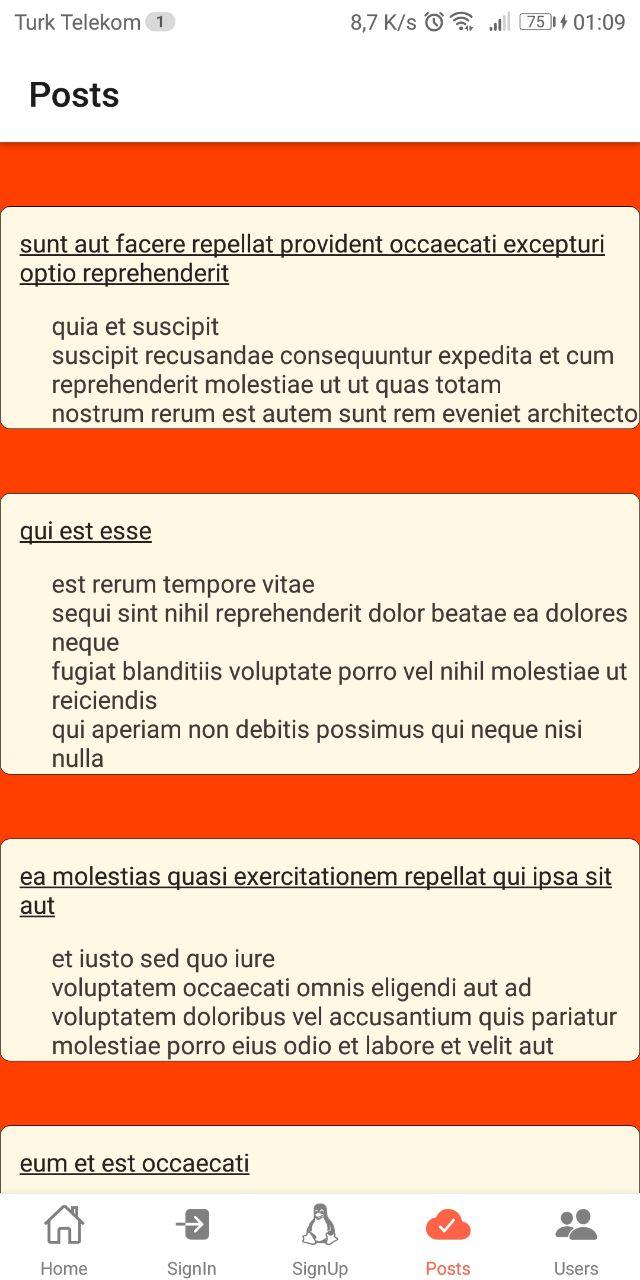 Turk Telekom 1 8,7 K/s 75 01:09
Posts
sunt aut facere repellat provident occaecati excepturi
optio reprehenderit
quia et suscipit
suscipit recusandae consequuntur expedita et cum
reprehenderit molestiae ut ut quas totam
nostrum rerum est autem sunt rem eveniet architecto
qui est esse
est rerum tempore vitae
sequi sint nihil reprehenderit dolor beatae ea dolores
neque
fugiat blanditiis voluptate porro vel nihil molestiae ut
reiciendis
qui aperiam non debitis possimus qui neque nisi
nulla
ea molestias quasi exercitationem repellat qui ipsa sit
aut
et iusto sed quo iure
voluptatem occaecati omnis eligendi aut ad
voluptatem doloribus vel accusantium quis pariatur
molestiae porro eius odio et labore et velit aut
eum et est occaecati
Home SignIn SignUp Posts Users